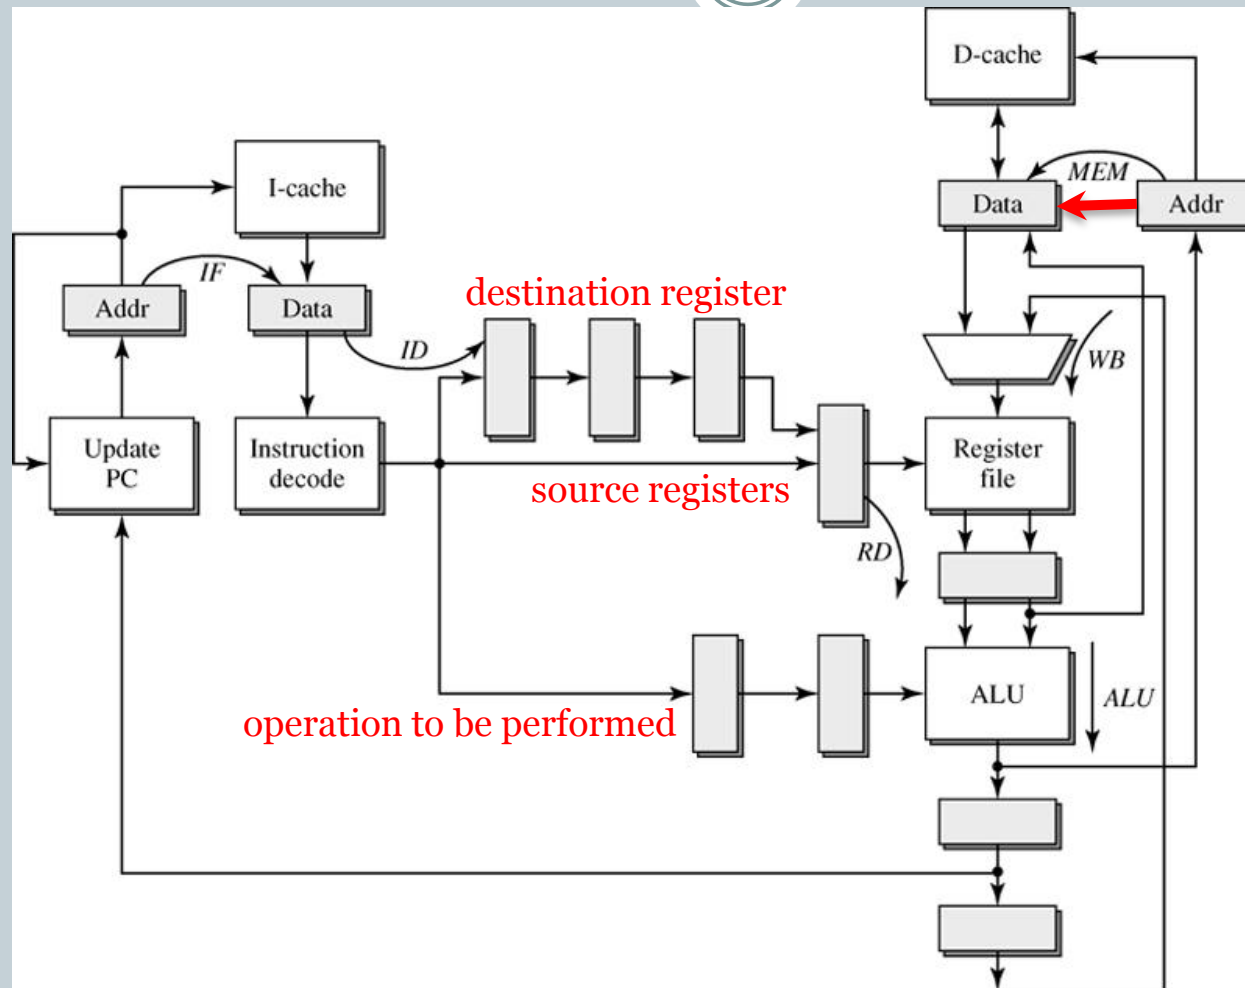 D-cache
I-cache
MEM
Data
Addr
IF
Addr
Data
destination register
ID
WB
Update
PC
Instruction
decode
Register
file
source registers
RD
ALU
ALU
operation to be performed